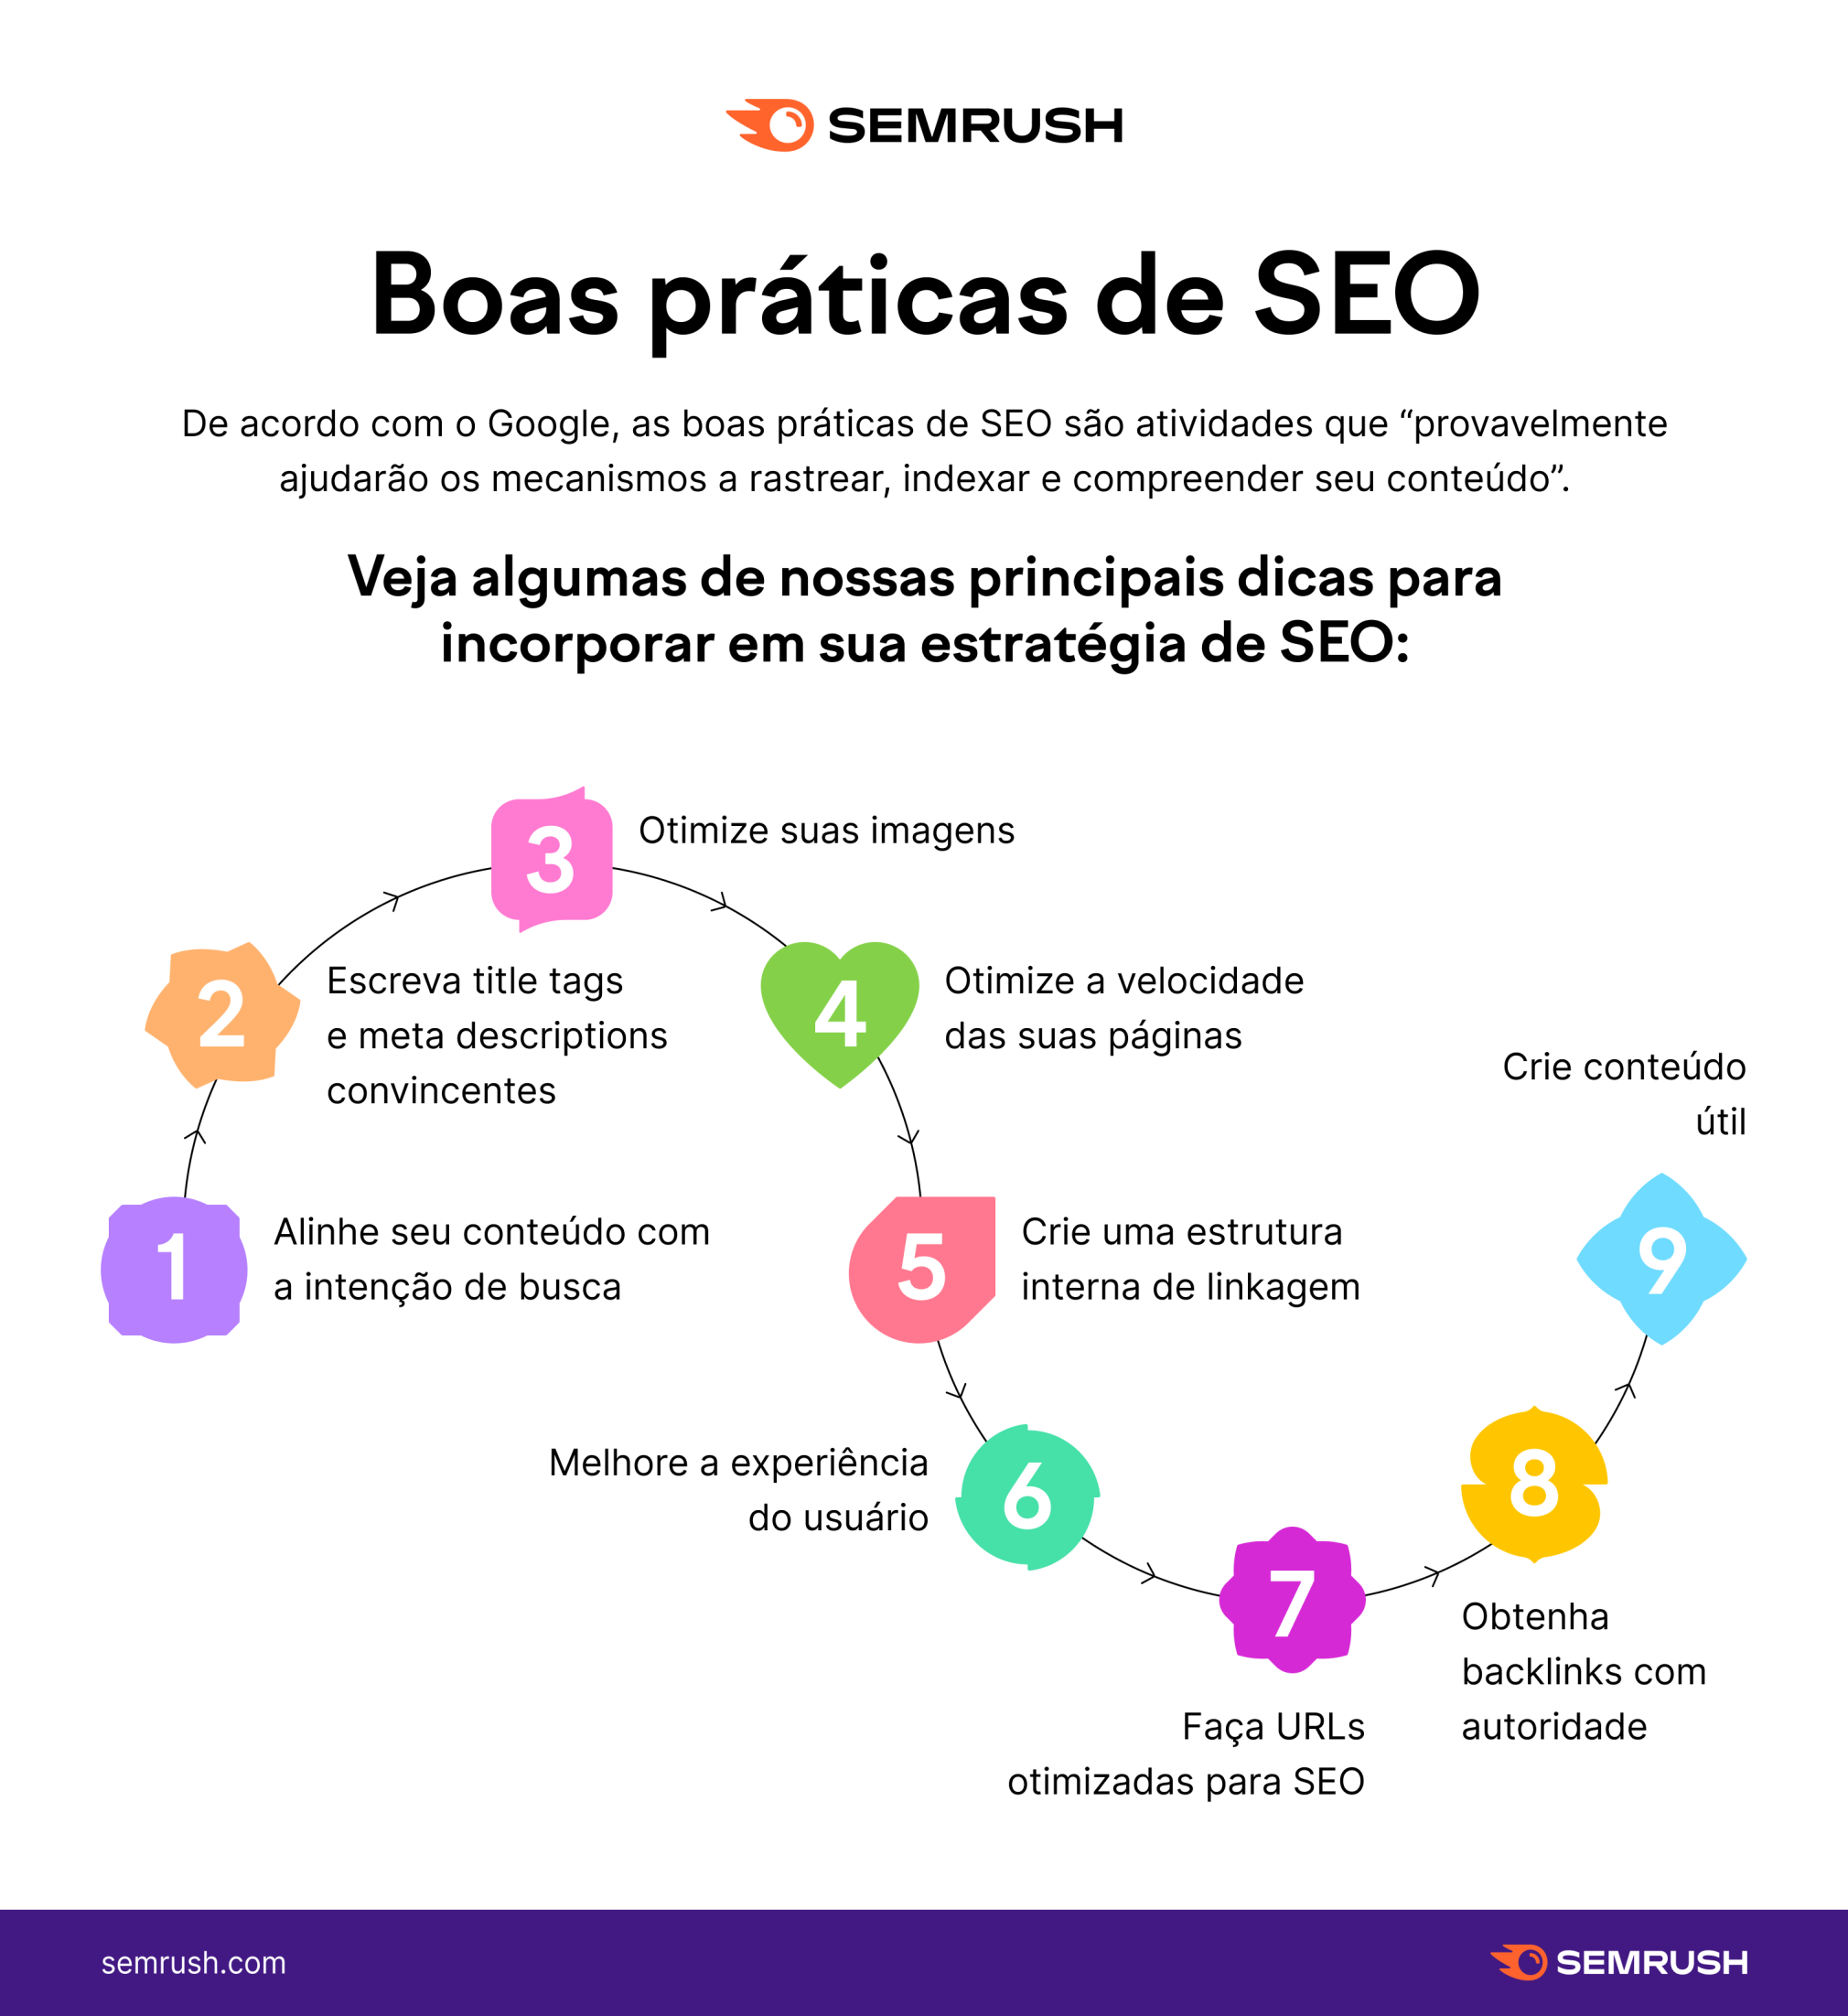 SEMRUSH
Boas práticas de SEO
De acordo com o Google, as boas práticas de SEO são atividades que “provavelmente
ajudarão os mecanismos a rastrear, indexar e compreender seu conteúdo”.
Veja algumas de nossas principais dicas para
incorporar em sua estratégia de SEO:
1
Alinhe seu conteúdo com
a intenção de busca
2
Escreva title tags
e meta descriptions
convincentes
3
Otimize suas imagens
4
Otimize a velocidade
das suas páginas
5
Crie uma estrutura
interna de linkagem
6
Melhore a experiência
do usuário
7
Faça URLs
otimizadas para SEO
8
Obtenha
backlinks com
autoridade
9
Crie conteúdo
útil
semrush.com
SEMRUSH